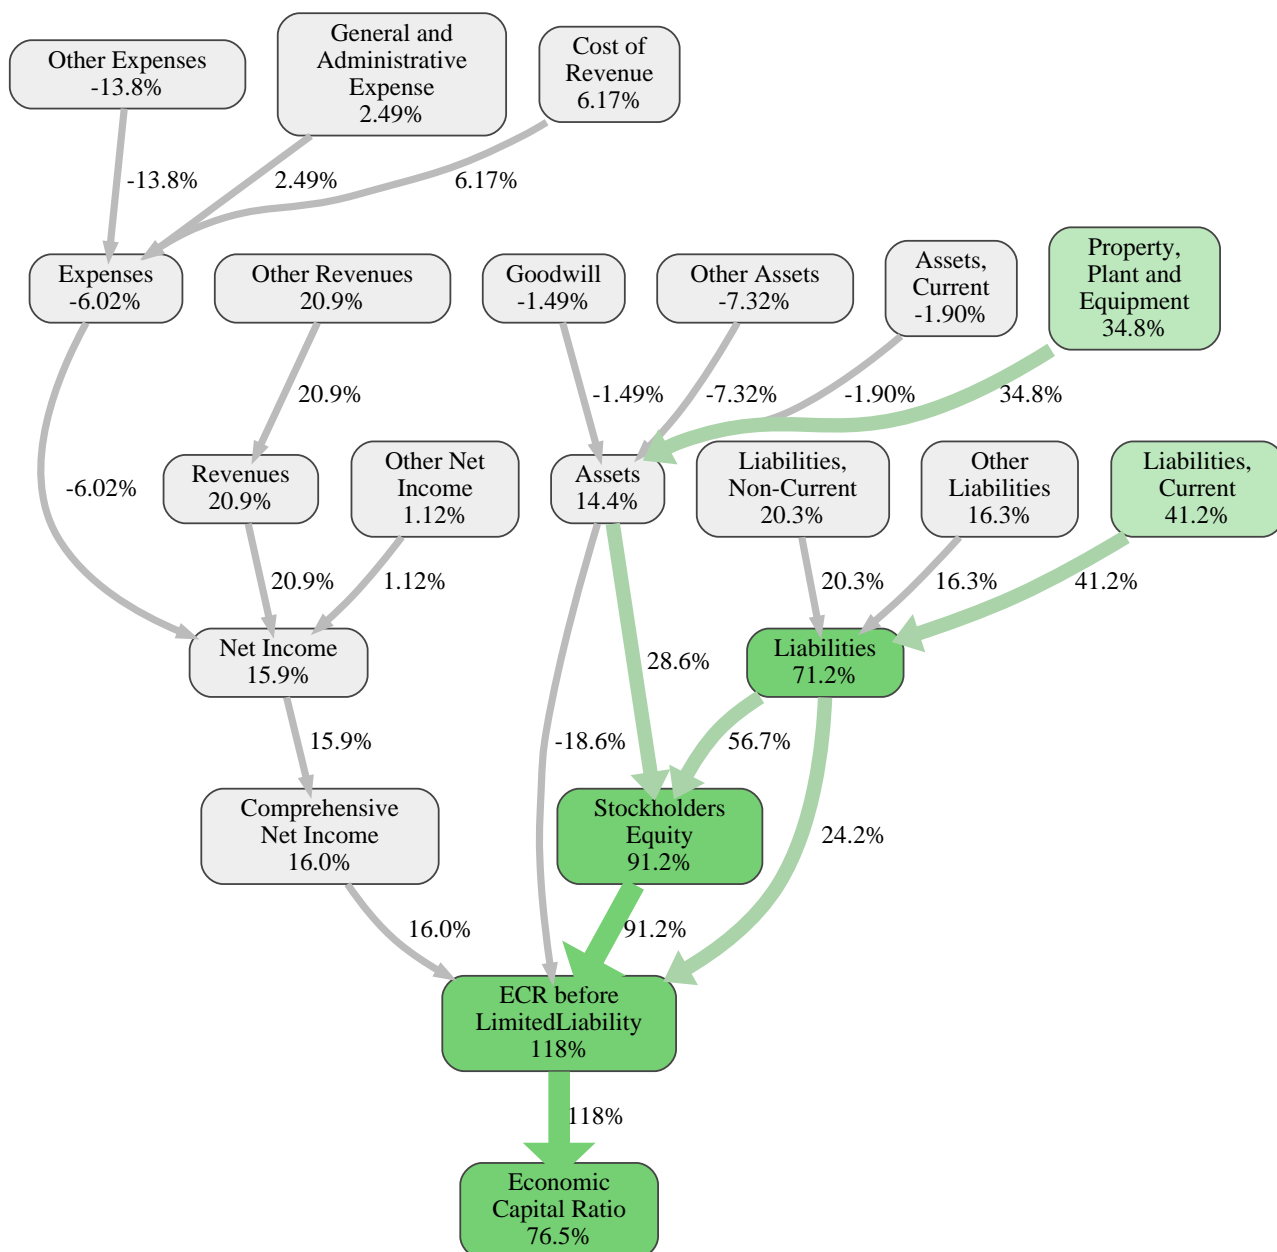 Other Expenses
-13.8%
General and
Administrative
Expense
2.49%
Cost of
Revenue
6.17%
-13.8%
2.49%
6.17%
Expenses
-6.02%
Other Revenues
20.9%
Goodwill
-1.49%
Other Assets
-7.32%
Assets,
Current
-1.90%
Property,
Plant and
Equipment
34.8%
20.9%
-1.49%
-7.32%
-1.90%
34.8%
-6.02%
Revenues
20.9%
Other Net
Income
1.12%
Assets
14.4%
Liabilities,
Non-Current
20.3%
Other
Liabilities
16.3%
Liabilities,
Current
41.2%
20.9%
1.12%
20.3%
16.3%
41.2%
Net Income
15.9%
28.6%
Liabilities
71.2%
15.9%
-18.6%
56.7%
Comprehensive
Net Income
16.0%
Stockholders
Equity
91.2%
24.2%
16.0%
91.2%
ECR before
LimitedLiability
118%
118%
Economic
Capital Ratio
76.5%